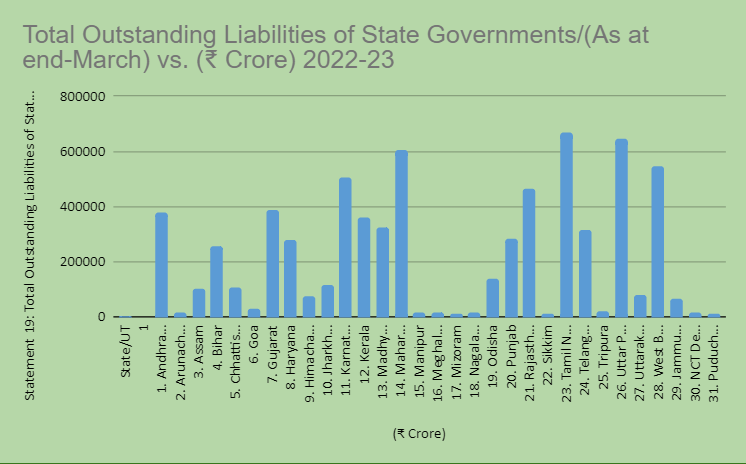 Total Outstanding Liabilities of State Governments/(As at
end-March) vs. (₹ Crore) 2022-23
Statement 19: Total Outstanding Liabilities of Stat...
800000
600000
400000
200000
0
State/UT
1
1. Andhra...
2. Arunach...
3. Assam
4. Bihar
5. Chhattis...
6. Goa
7. Gujarat
8. Haryana
9. Himacha...
10. Jharkh...
11. Karnat...
12. Kerala
13. Madhy...
14. Mahar...
15. Manipur
16. Meghal...
17. Mizoram
18. Nagala...
19. Odisha
20. Punjab
21. Rajasth...
22. Sikkim
23. Tamil N...
24. Telang...
25. Tripura
26. Uttar P...
27. Uttarak...
28. West B...
29. Jammu...
30. NCT De...
31. Puduch...
(₹ Crore)